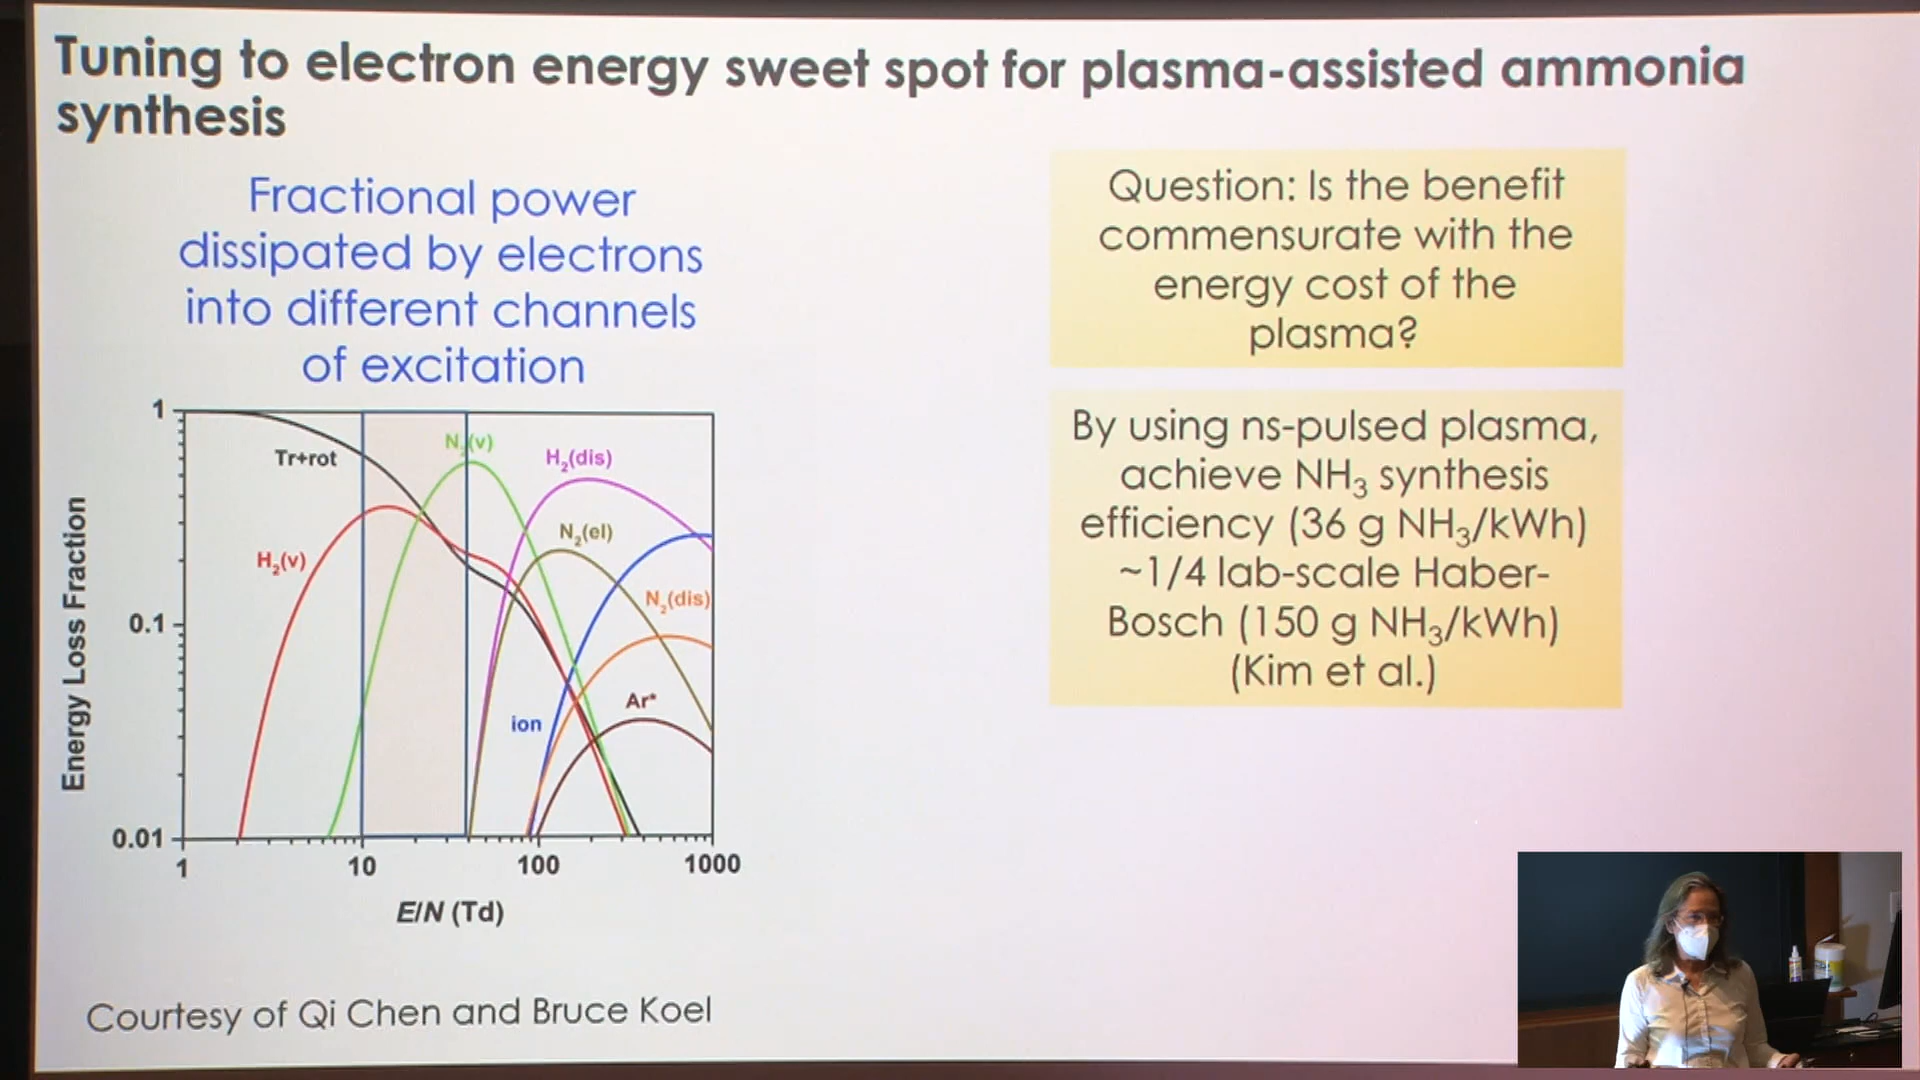 Tuning to electron energy sweet spot for plasma-assisted ammonia
synthesis
Fractional power
dissipated by electrons
into different channels
of excitation
Question: Is the benefit
commensurate with the
energy cost of the
plasma?
By using ns-pulsed plasma,
achieve NH₃ synthesis
efficiency (36 g NH₃/kWh)
~1/4 lab-scale Haber-
Bosch (150 g NH₃/kWh)
(Kim et al.)
Energy Loss Fraction
1
0.1
0.01
Tr+rot
N₂(v)
H₂(dis)
H₂(v)
N₂(el)
N₂(dis)
ion
Ar*
1
10
100
1000
E/N (Td)
Courtesy of Qi Chen and Bruce Koel